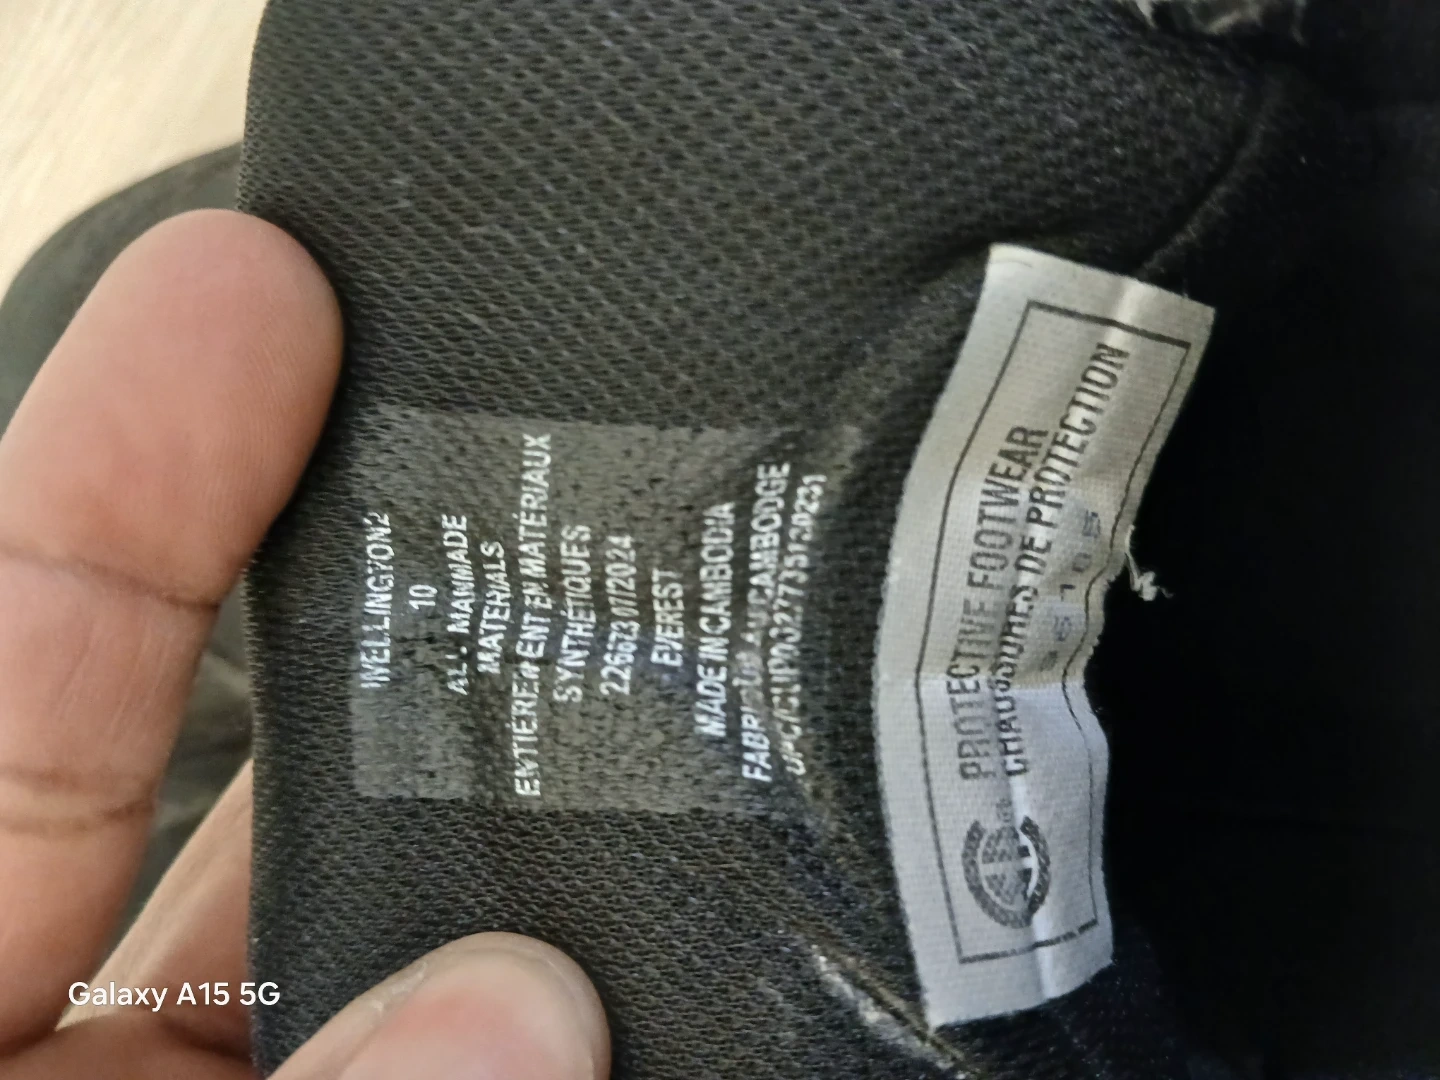 WELLINGTON2
10
ALL MANMADE
MATERIALS
ENTIÈREMENT EN MATÉRIAUX
SYNTHÉTIQUES
226673 07/2024
EVEREST
MADE IN CAMBODIA
FABRIQUÉ AU CAMBODGE
PROTECTIVE FOOTWEAR
CHAUSSURES DE PROTECTION
Galaxy A15 5G